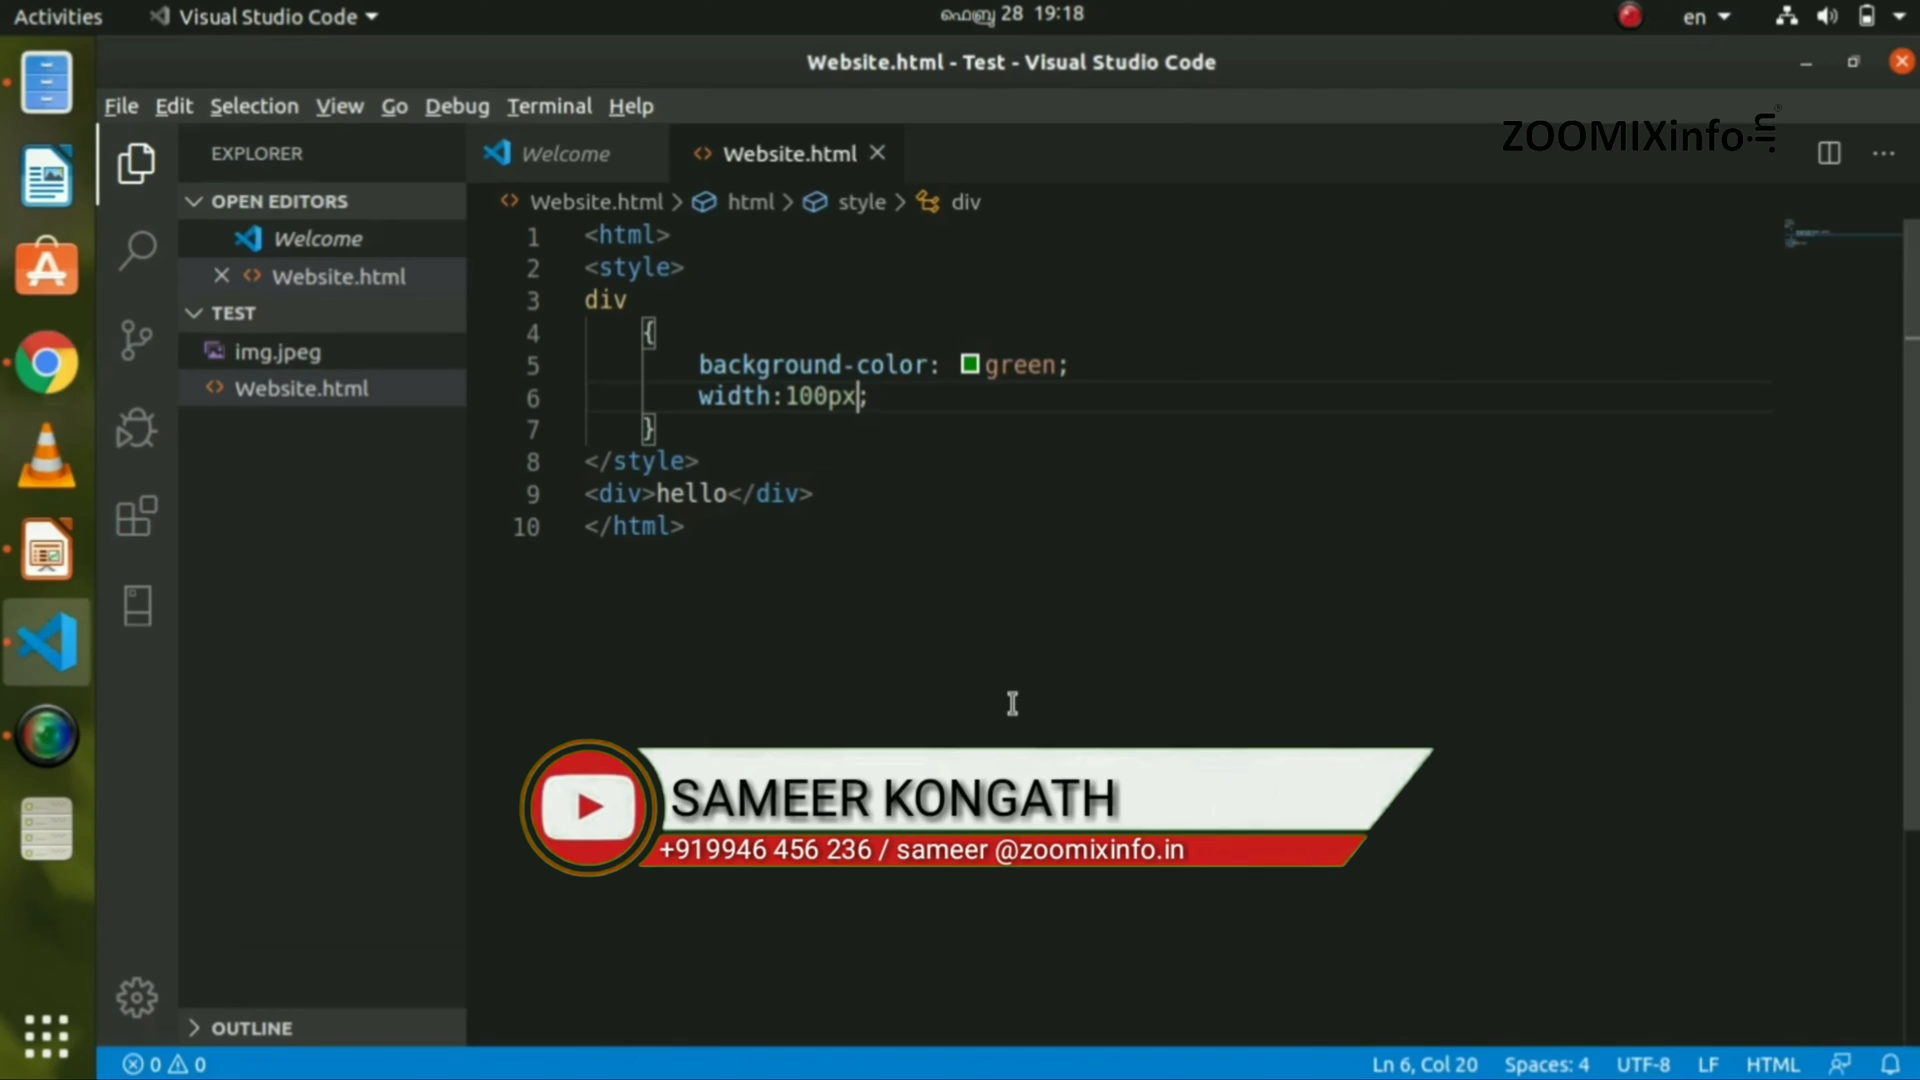 Activities
Visual Studio Code
ഫെബ്രു 28 19:18
en
Website.html - Test - Visual Studio Code
File Edit Selection View Go Debug Terminal Help
ZOOMIXinfo.in
EXPLORER
Welcome
Website.html
OPEN EDITORS
Welcome
Website.html
TEST
img.jpeg
Website.html
OUTLINE
Website.html > html > style > div
1 <html>
2 <style>
3 div
4 {
5 background-color: green;
6 width:100px;
7 }
8 </style>
9 <div>hello</div>
10 </html>
SAMEER KONGATH
+919946 456 236 / sameer @zoomixinfo.in
0 0
Ln 6, Col 20 Spaces: 4 UTF-8 LF HTML